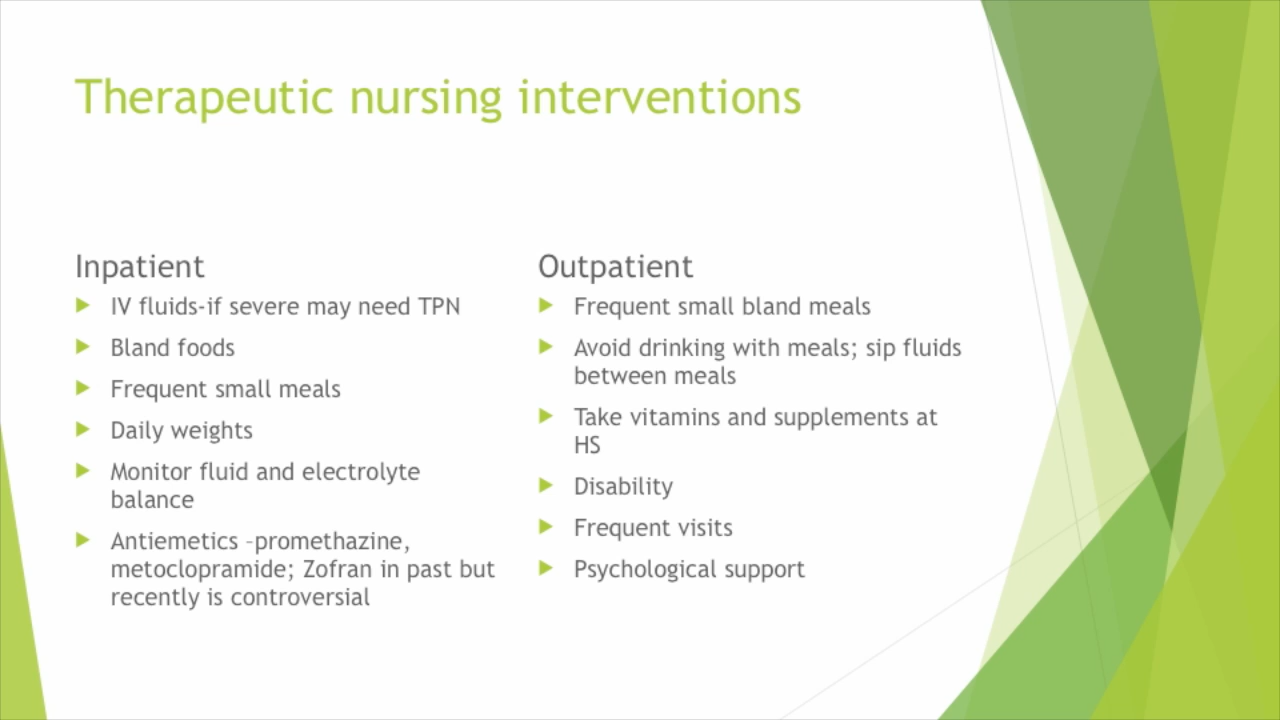 Therapeutic nursing interventions
Inpatient
IV fluids-if severe may need TPN
Bland foods
Frequent small meals
Daily weights
Monitor fluid and electrolyte
balance
Antiemetics –promethazine,
metoclopramide; Zofran in past but
recently is controversial
Outpatient
Frequent small bland meals
Avoid drinking with meals; sip fluids
between meals
Take vitamins and supplements at
HS
Disability
Frequent visits
Psychological support